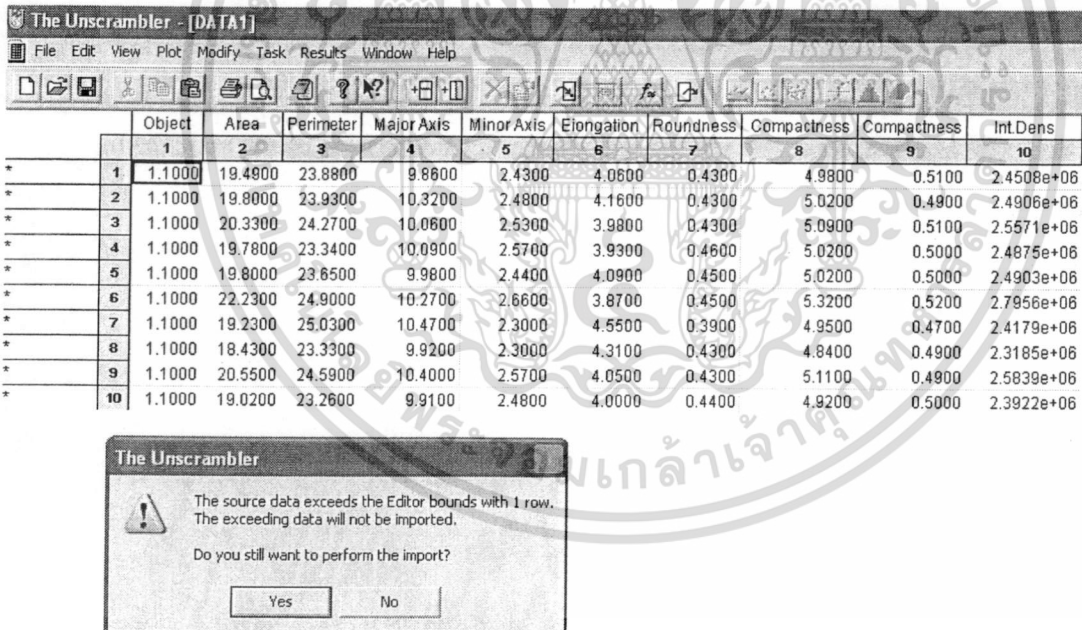 The Unscrambler - [DATA1]
File Edit View Plot Modify Task Results Window Help
Object Area Perimeter Major Axis Minor Axis Elongation Roundness Compactness Compactness Int.Dens
1 2 3 4 5 6 7 8 9 10
* 1 1.1000 19.4900 23.8800 9.8600 2.4300 4.0600 0.4300 4.9800 0.5100 2.4508e+06
* 2 1.1000 19.8000 23.9300 10.3200 2.4800 4.1600 0.4300 5.0200 0.4900 2.4906e+06
* 3 1.1000 20.3300 24.2700 10.0600 2.5300 3.9800 0.4300 5.0900 0.5100 2.5571e+06
* 4 1.1000 19.7800 23.3400 10.0900 2.5700 3.9300 0.4600 5.0200 0.5000 2.4875e+06
* 5 1.1000 19.8000 23.6500 9.9800 2.4400 4.0900 0.4500 5.0200 0.5000 2.4903e+06
* 6 1.1000 22.2300 24.9000 10.2700 2.6600 3.8700 0.4500 5.3200 0.5200 2.7956e+06
* 7 1.1000 19.2300 25.0300 10.4700 2.3000 4.5500 0.3900 4.9500 0.4700 2.4179e+06
* 8 1.1000 18.4300 23.3300 9.9200 2.3000 4.3100 0.4300 4.8400 0.4900 2.3185e+06
* 9 1.1000 20.5500 24.5900 10.4000 2.5700 4.0500 0.4300 5.1100 0.4900 2.5839e+06
* 10 1.1000 19.0200 23.2600 9.9100 2.4800 4.0000 0.4400 4.9200 0.5000 2.3922e+06
The Unscrambler
The source data exceeds the Editor bounds with 1 row.
The exceeding data will not be imported.
Do you still want to perform the import?
Yes No